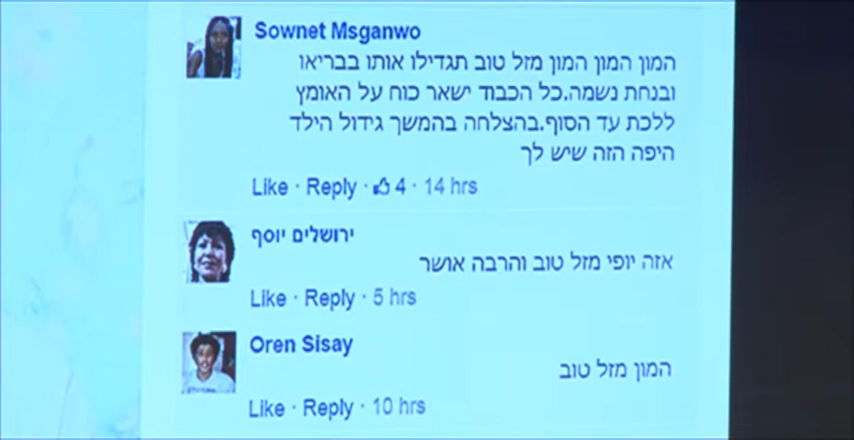 Sownet Msganwo
המון המון המון מזל טוב תגדילו אותו בבריאו
ובנחת נשמה.כל הכבוד ישאר כוח על האומץ
ללכת עד הסוף.בהצלחה בהמשך גידול הילד
היפה הזה שיש לך
Like · Reply · 4 · 14 hrs
ירושלים יוסף
אזה יופי מזל טוב והרבה אושר
Like · Reply · 5 hrs
Oren Sisay
המון מזל טוב
Like · Reply · 10 hrs